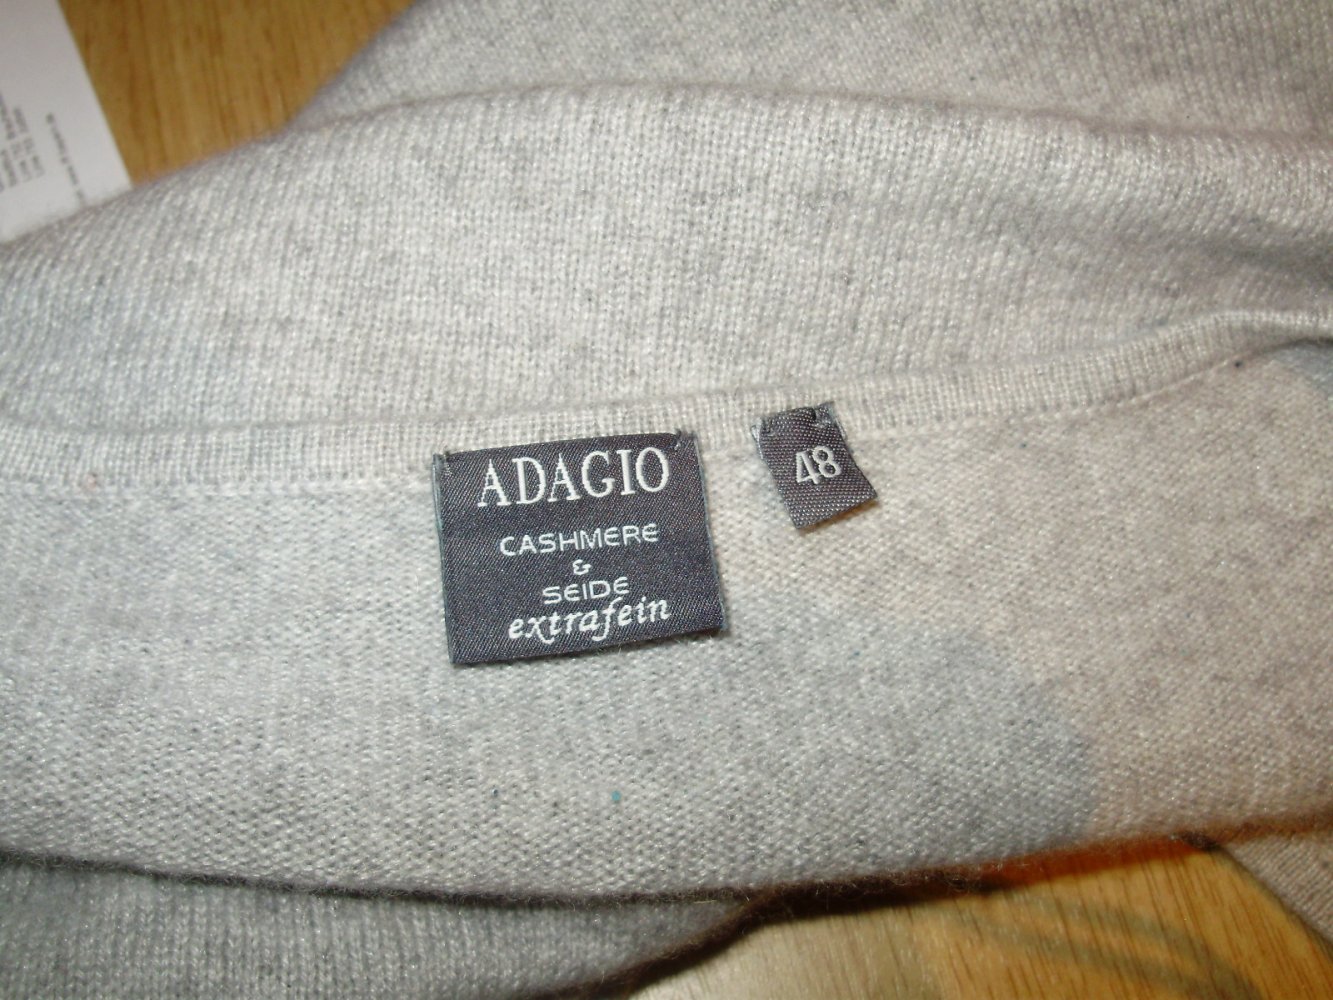 ADAGIO
CASHMERE
&
SEIDE
extrafein
48